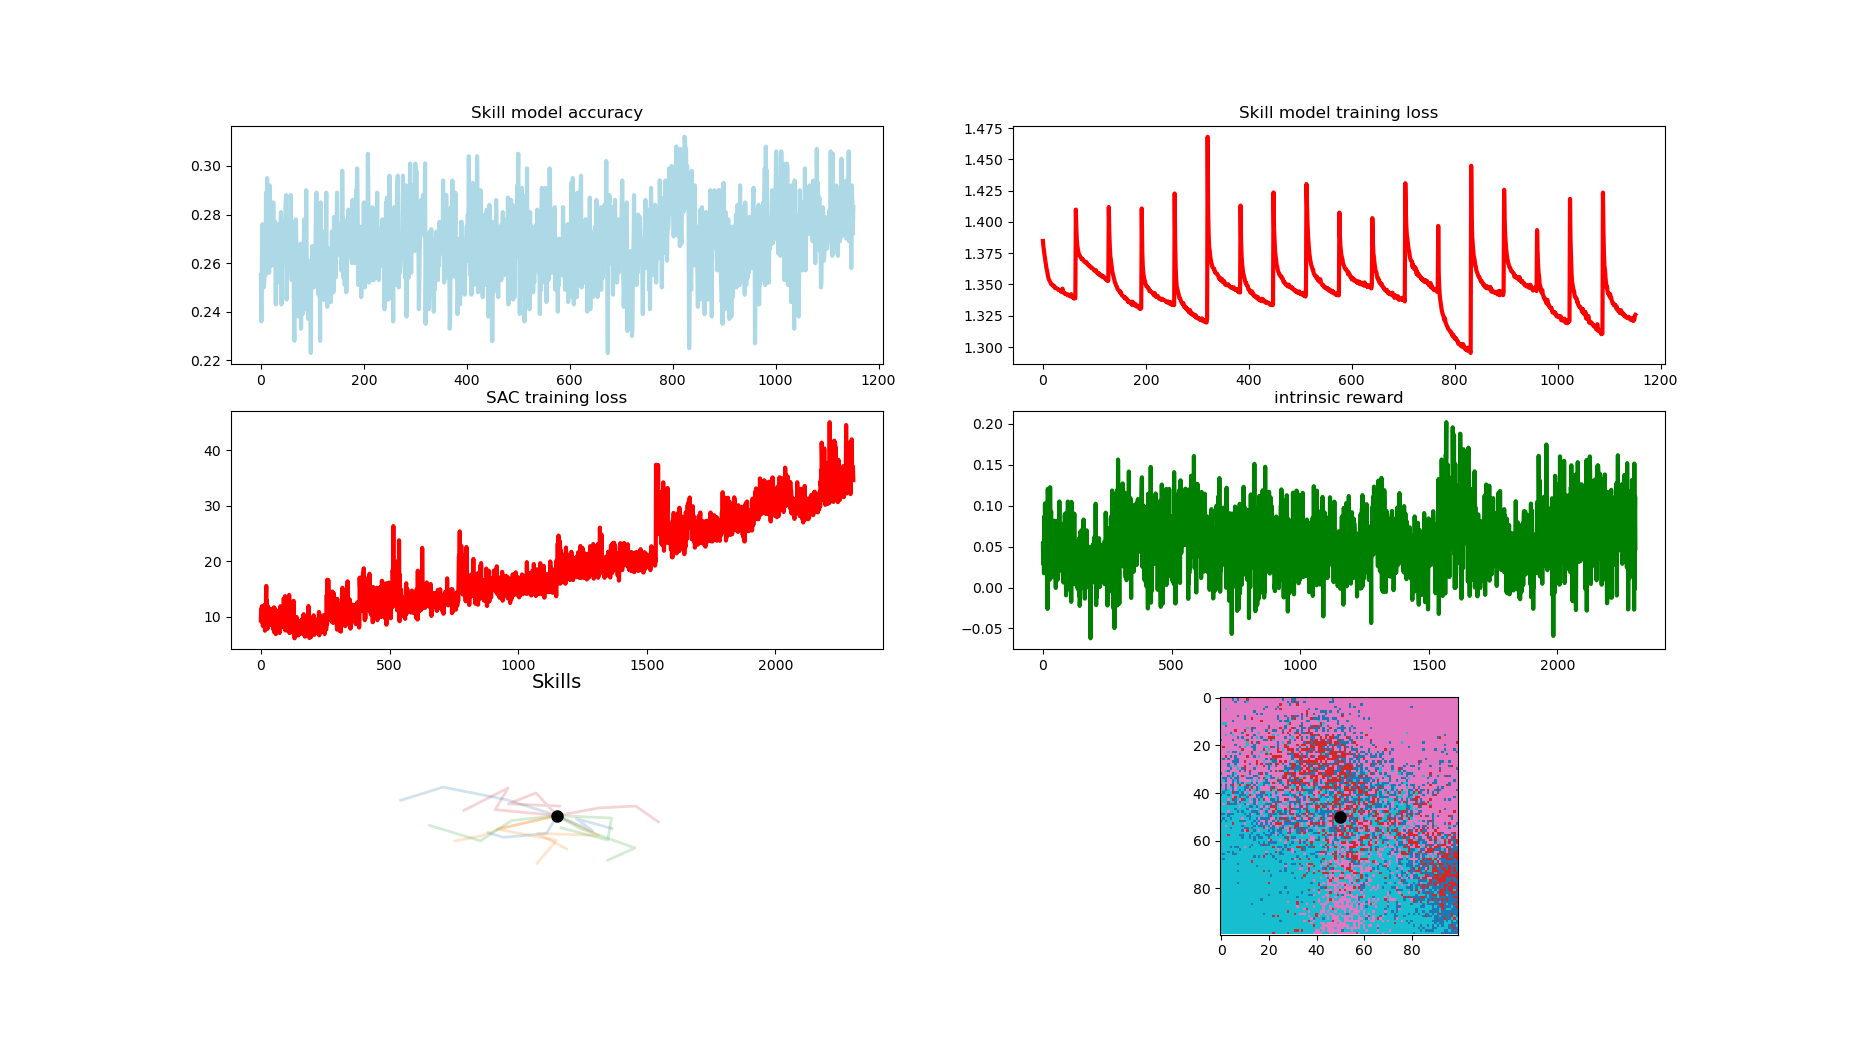 Skill model accuracy
0.30
0.28
0.26
0.24
0.22
0 200 400 600 800 1000 1200
Skill model training loss
1.475
1.450
1.425
1.400
1.375
1.350
1.325
1.300
0 200 400 600 800 1000 1200
SAC training loss
40
30
20
10
0 500 1000 1500 2000
intrinsic reward
0.20
0.15
0.10
0.05
0.00
−0.05
0 500 1000 1500 2000
Skills
0
20
40
60
80
0 20 40 60 80